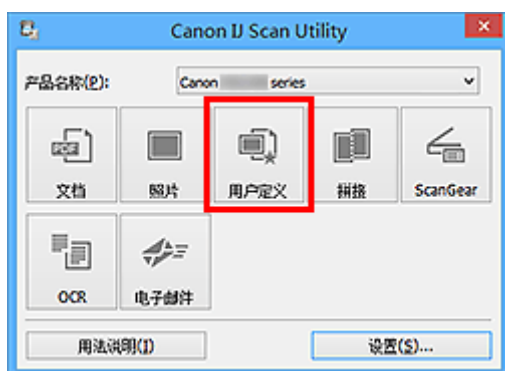 Canon IJ Scan Utility
产品名称(P):
Canon series
PDF
文档
照片
用户定义
拼接
ScanGear
OCR
电子邮件
用法说明(I)
设置(S)...